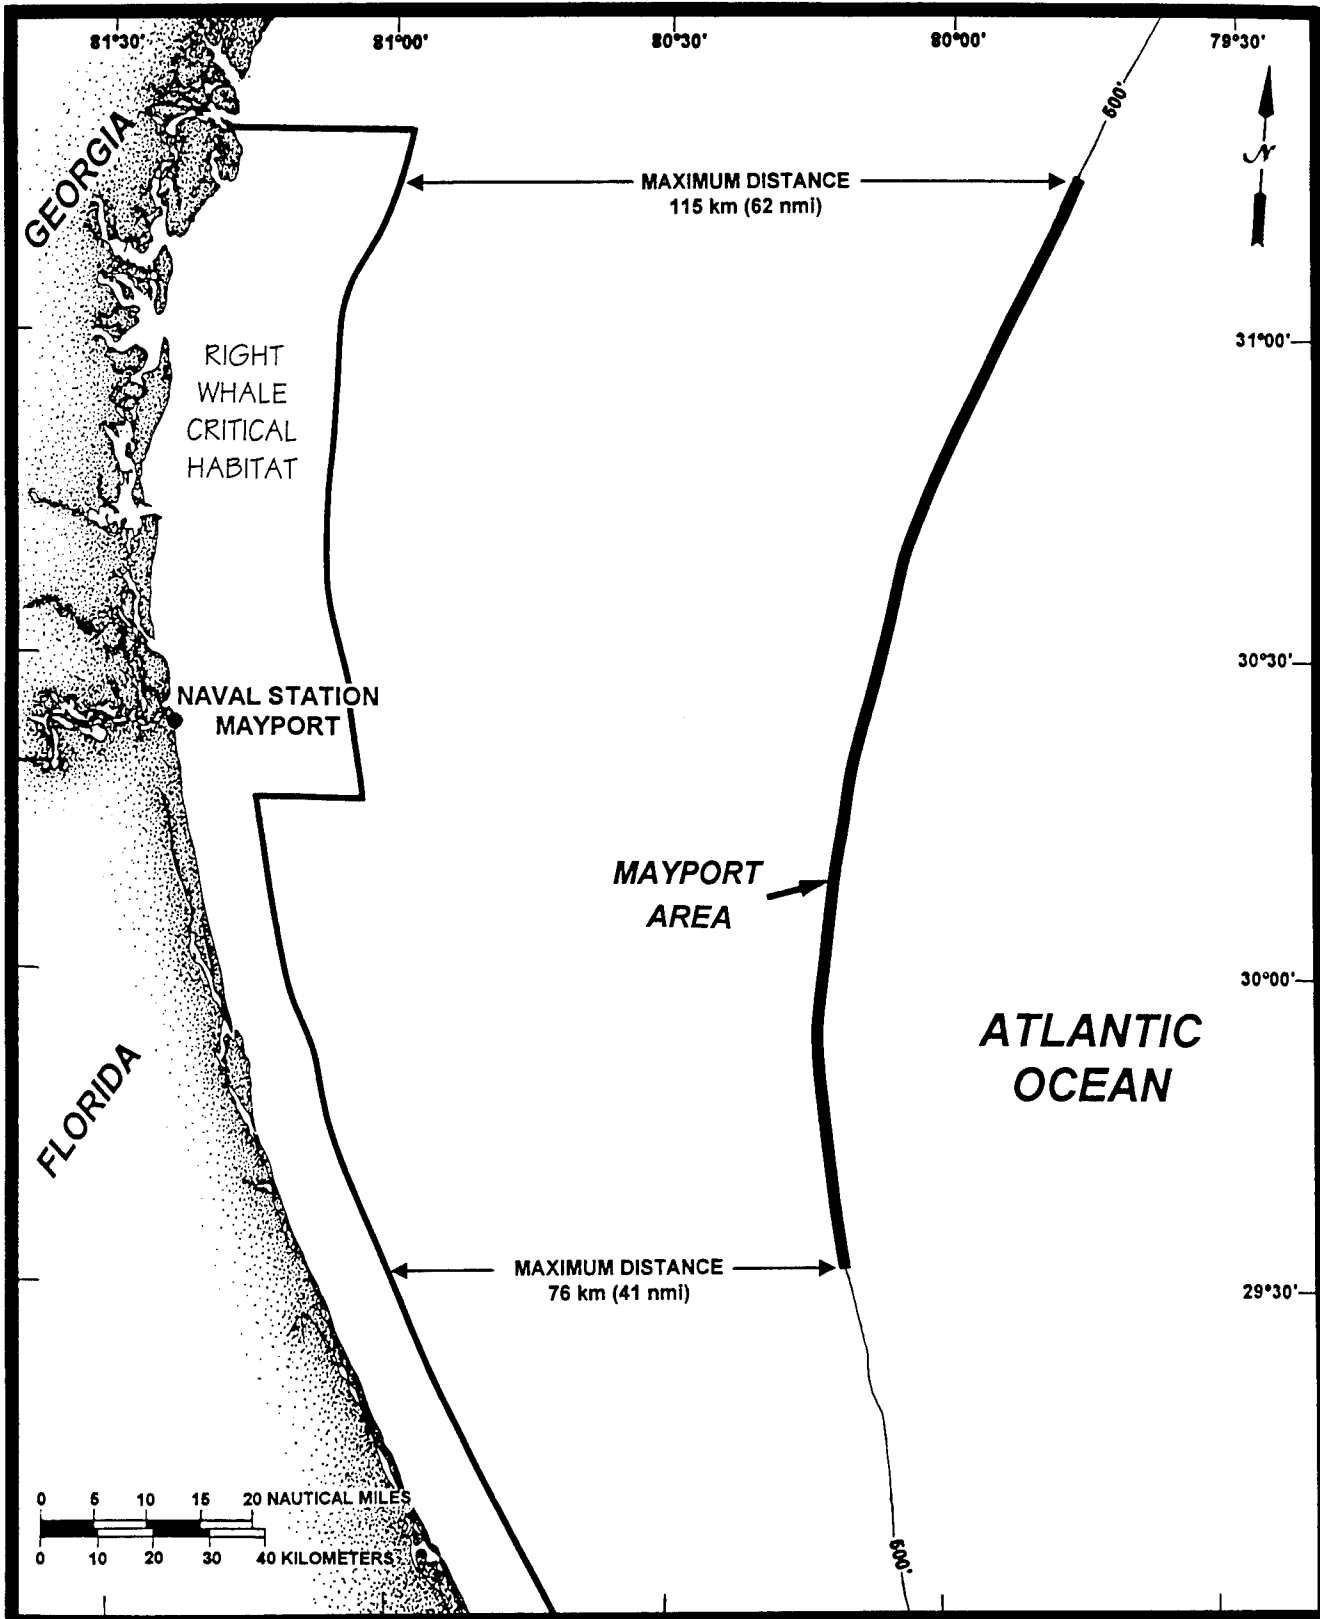 81°30'
81°00'
80°30'
80°00'
79°30'
500'
GEORGIA
N
MAXIMUM DISTANCE
115 km (62 nmi)
31°00'
RIGHT
WHALE
CRITICAL
HABITAT
30°30'
NAVAL STATION
MAYPORT
MAYPORT
AREA
30°00'
ATLANTIC
OCEAN
FLORIDA
MAXIMUM DISTANCE
76 km (41 nmi)
29°30'
0 5 10 15 20 NAUTICAL MILES
0 10 20 30 40 KILOMETERS
500'